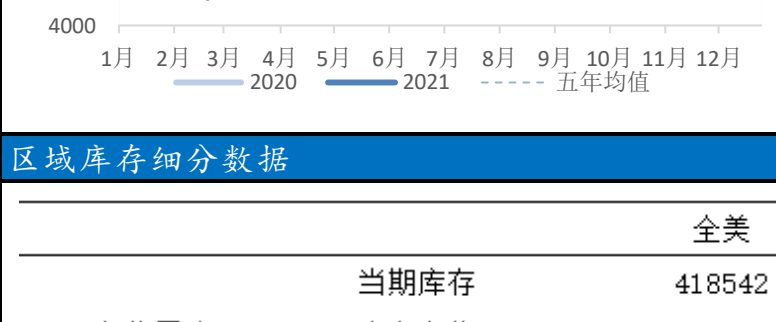 4000
1月 2月 3月 4月 5月 6月 7月 8月 9月 10月 11月 12月
2020 2021 五年均值
区域库存细分数据
全美
当期库存 418542